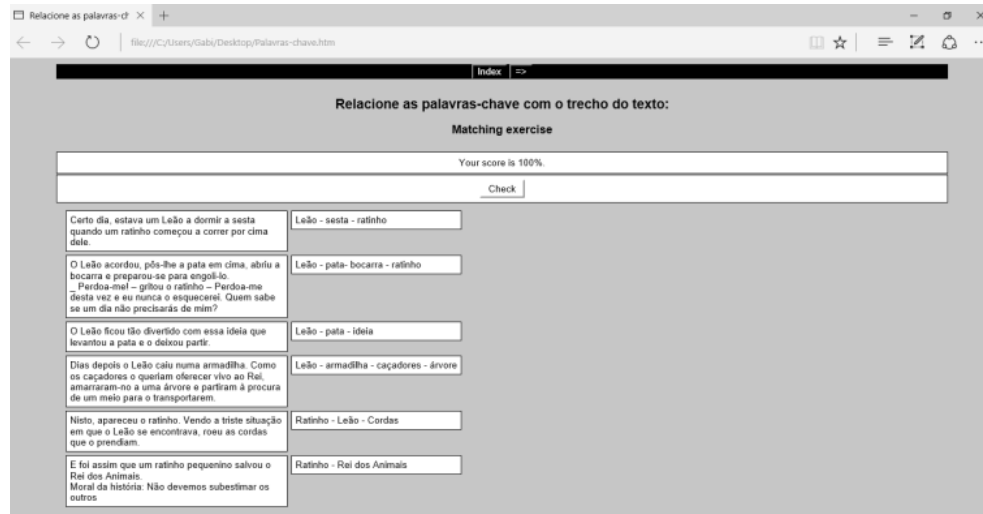 Relacione as palavras-ch
file:///C:/Users/Gabi/Desktop/Palavras-chave.htm
Index =>
Relacione as palavras-chave com o trecho do texto:
Matching exercise
Your score is 100%.
Check
Certo dia, estava um Leão a dormir a sesta
quando um ratinho começou a correr por cima
dele.
Leão - sesta - ratinho
O Leão acordou, pôs-lhe a pata em cima, abriu a
bocarra e preparou-se para engoli-lo.
_ Perdoa-me! – gritou o ratinho – Perdoa-me
desta vez e eu nunca o esquecerei. Quem sabe
se um dia não precisarás de mim?
Leão - pata- bocarra - ratinho
O Leão ficou tão divertido com essa ideia que
levantou a pata e o deixou partir.
Leão - pata - ideia
Dias depois o Leão caiu numa armadilha. Como
os caçadores o queriam oferecer vivo ao Rei,
amarraram-no a uma árvore e partiram à procura
de um meio para o transportarem.
Leão - armadilha - caçadores - árvore
Nisto, apareceu o ratinho. Vendo a triste situação
em que o Leão se encontrava, roeu as cordas
que o prendiam.
Ratinho - Leão - Cordas
E foi assim que um ratinho pequenino salvou o
Rei dos Animais.
Moral da história: Não devemos subestimar os
outros
Ratinho - Rei dos Animais